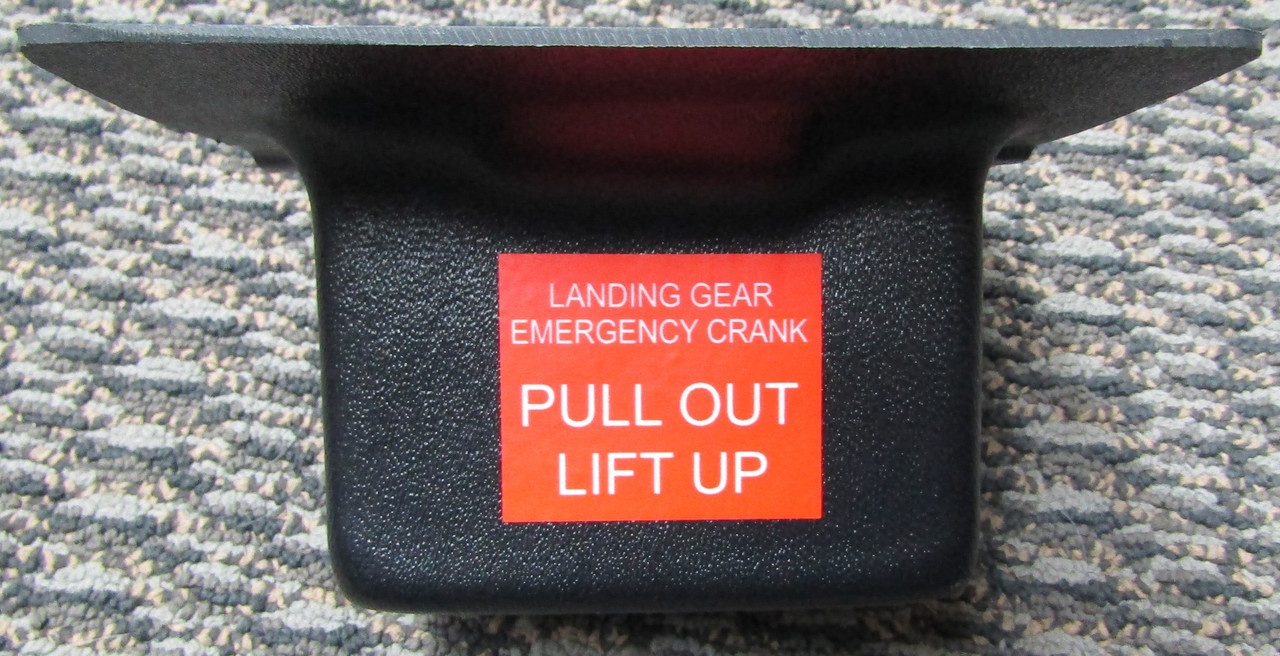 LANDING GEAR
EMERGENCY CRANK
PULL OUT
LIFT UP